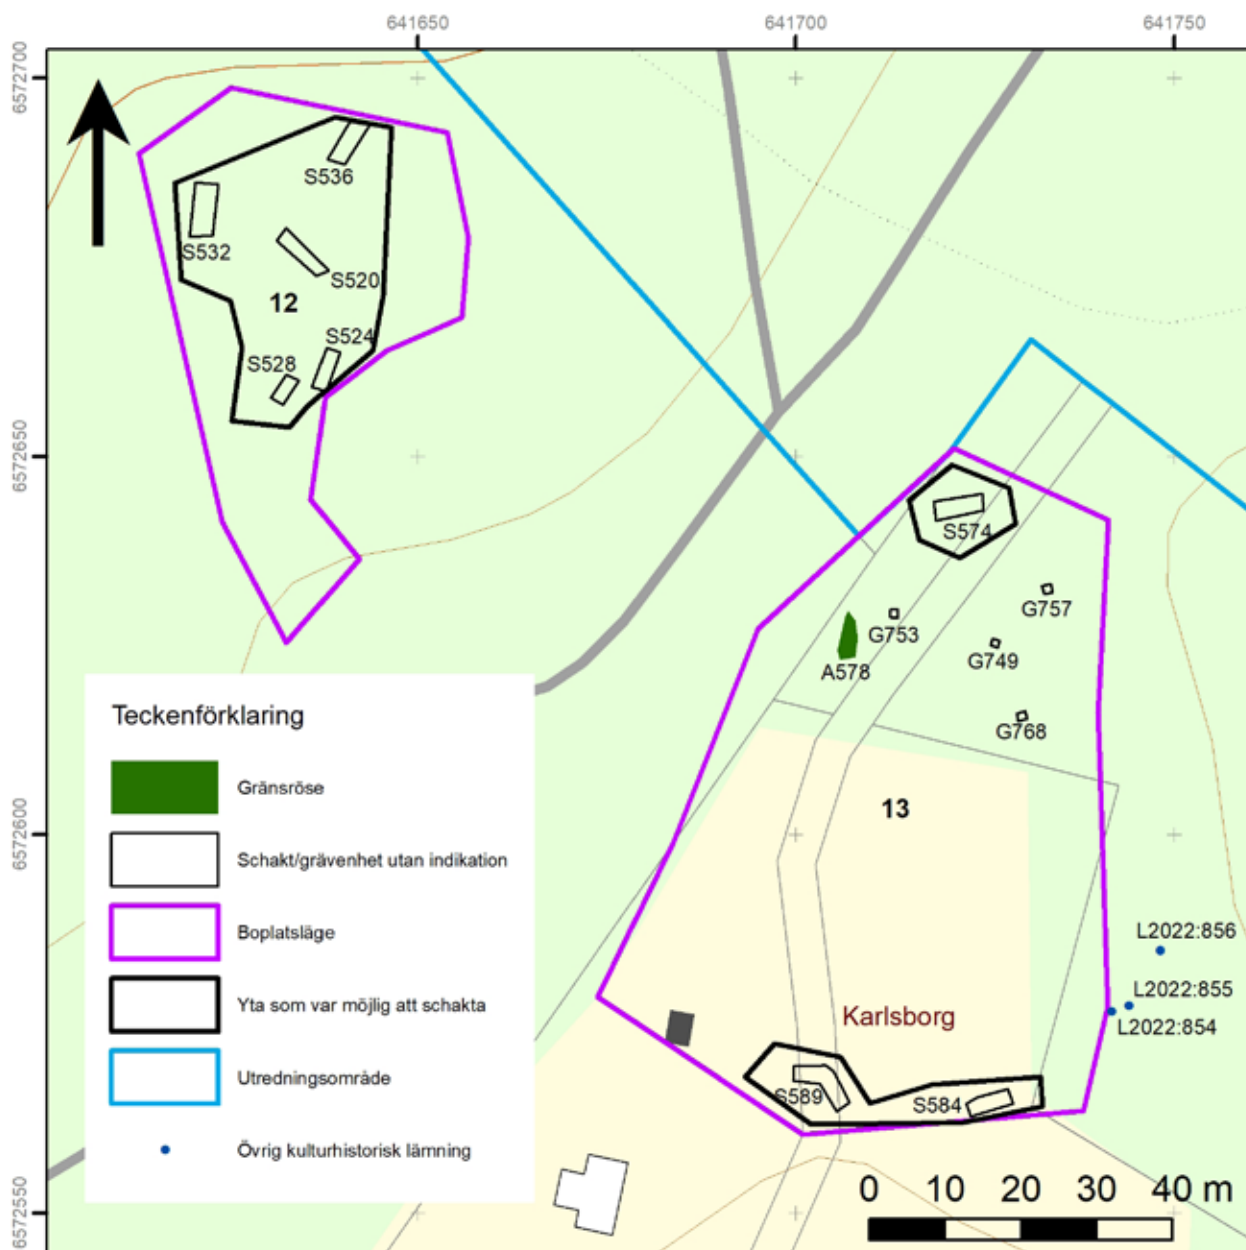 641650
641700
641750
6572700
6572650
6572600
6572550
S536
S532
S520
12
S524
S528
S574
G757
G753
G749
A578
G768
13
L2022:856
L2022:855
L2022:854
Karlsborg
S589
S584
Teckenförklaring
Gränsröse
Schakt/grävenhet utan indikation
Boplatsläge
Yta som var möjlig att schakta
Utredningsområde
Övrig kulturhistorisk lämning
0 10 20 30 40 m